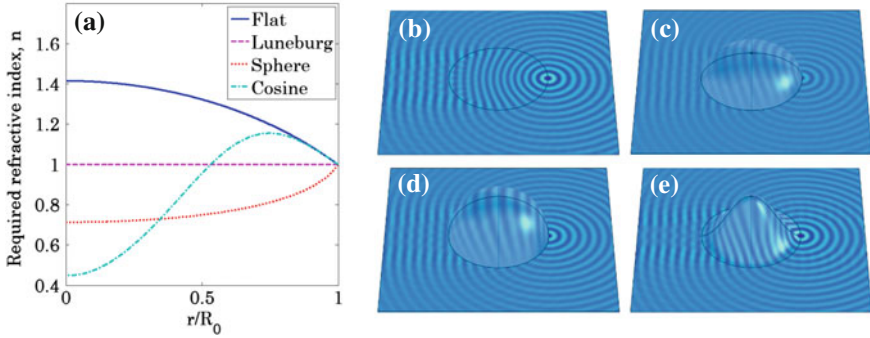 (a)
Flat
Luneburg
Sphere
Cosine
Required refractive index, n
1.6
1.4
1.2
1
0.8
0.6
0.4
0
0.5
1
r/R0
(b)
(c)
(d)
(e)